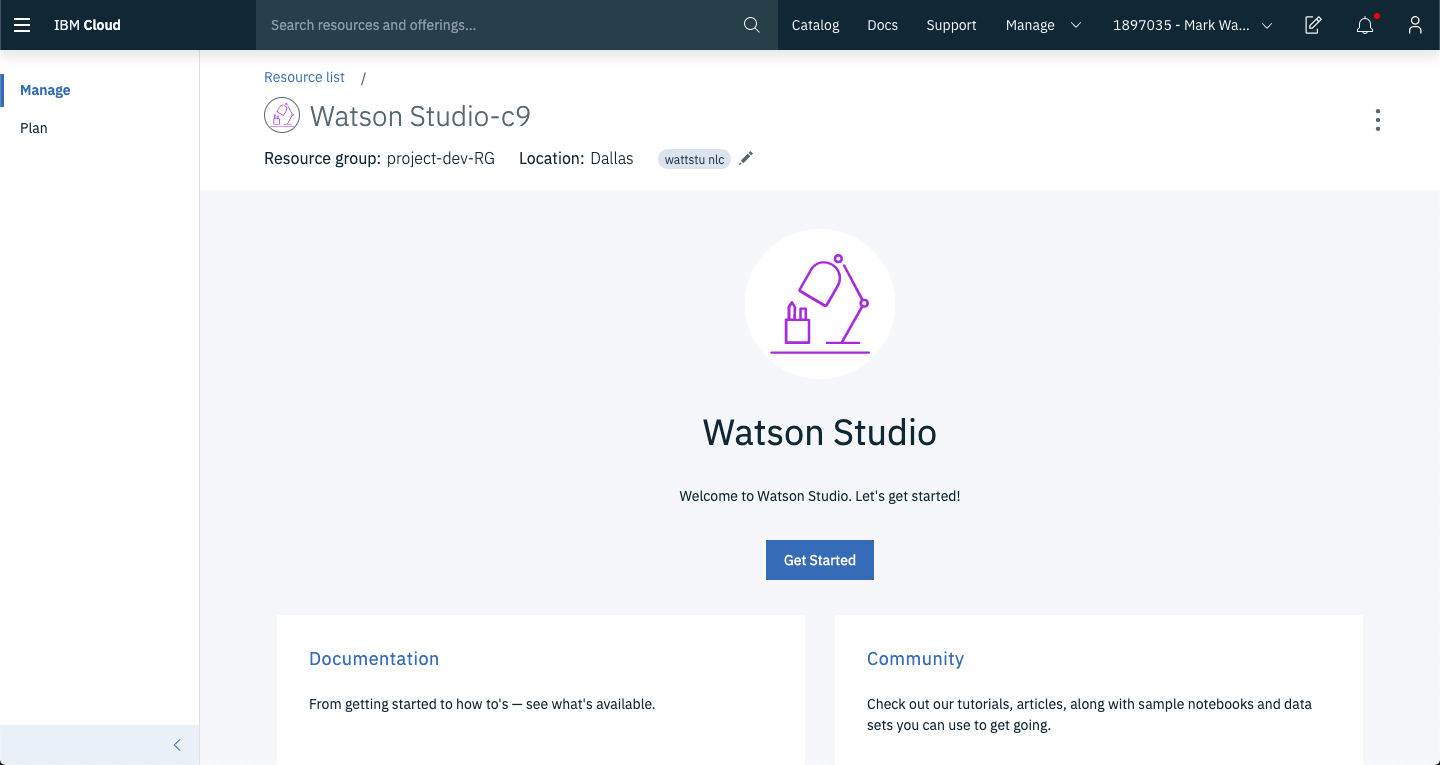 IBM Cloud
Search resources and offerings...
Catalog
Docs
Support
Manage
1897035 - Mark Wa...
Manage
Plan
Resource list /
Watson Studio-c9
Resource group: project-dev-RG Location: Dallas wattstu nlc
Watson Studio
Welcome to Watson Studio. Let's get started!
Get Started
Documentation
From getting started to how to's — see what's available.
Community
Check out our tutorials, articles, along with sample notebooks and data
sets you can use to get going.